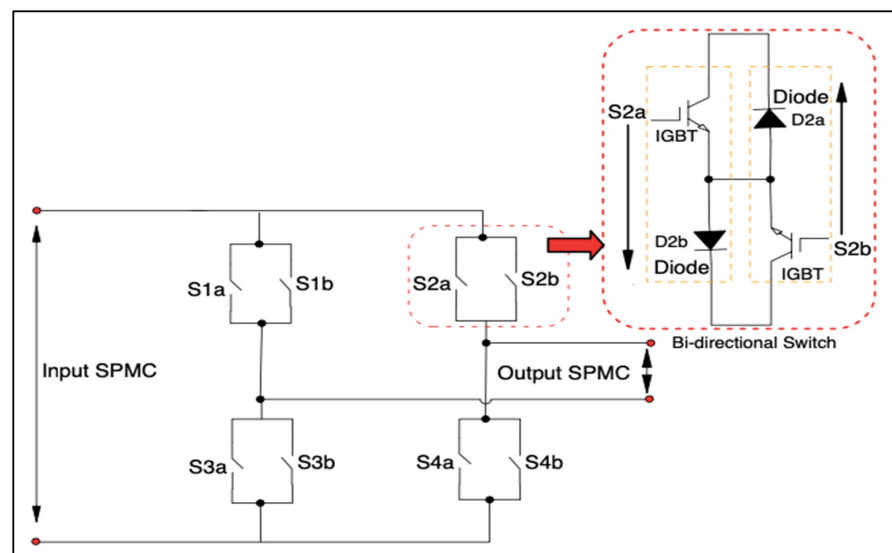 Diode
S2a
D2a
IGBT
D2b
S2b
Diode
IGBT
Bi-directional Switch
S1a
S1b
S2a
S2b
Input SPMC
Output SPMC
S3a
S3b
S4a
S4b